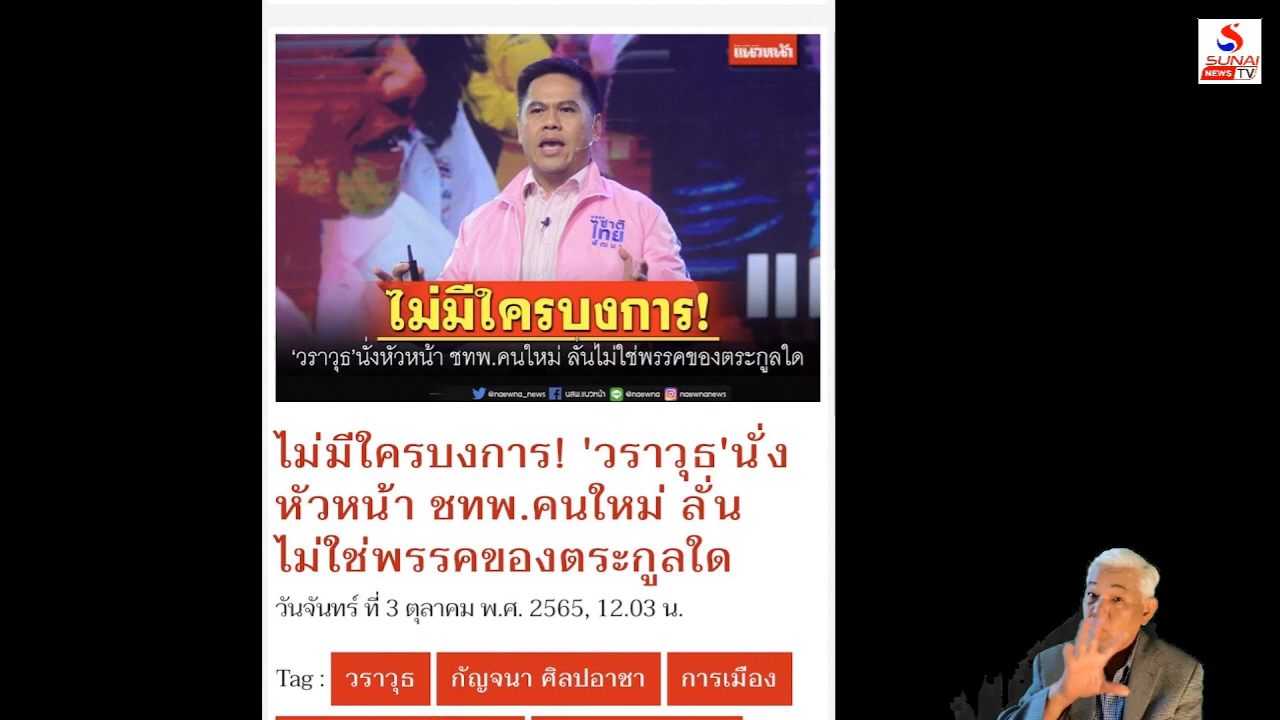 แนวหน้า
SUNAI
NEWS TV
ชาติ
ไทย
พัฒนา
ไม่มีใครบงการ!
'วราวุธ'นั่งหัวหน้า ชทพ.คนใหม่ ลั่นไม่ใช่พรรคของตระกูลใด
@naewna_news นสพ.แนวหน้า @naewna naewnanews
ไม่มีใครบงการ! 'วราวุธ'นั่ง
หัวหน้า ชทพ.คนใหม่ ลั่น
ไม่ใช่พรรคของตระกูลใด
วันจันทร์ ที่ 3 ตุลาคม พ.ศ. 2565, 12.03 น.
Tag : วราวุธ กัญจนา ศิลปอาชา การเมือง